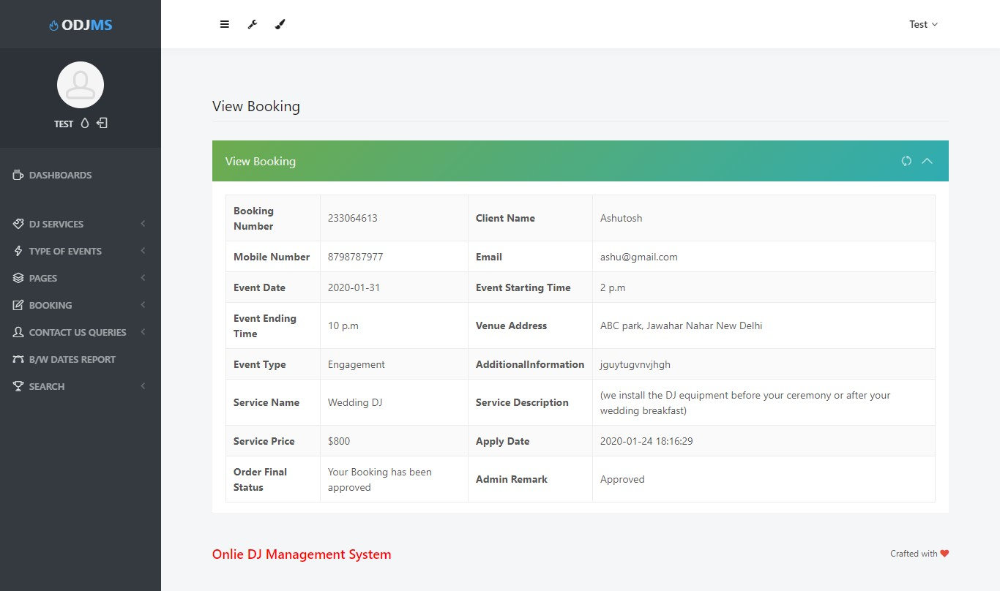 ODJMS
Test
TEST
DASHBOARDS
DJ SERVICES
TYPE OF EVENTS
PAGES
BOOKING
CONTACT US QUERIES
B/W DATES REPORT
SEARCH
View Booking
View Booking
Booking
Number
233064613
Client Name
Ashutosh
Mobile Number
8798787977
Email
ashu@gmail.com
Event Date
2020-01-31
Event Starting Time
2 p.m
Event Ending
Time
10 p.m
Venue Address
ABC park, Jawahar Nahar New Delhi
Event Type
Engagement
AdditionalInformation
jguytugvnvjhgh
Service Name
Wedding DJ
Service Description
(we install the DJ equipment before your ceremony or after your
wedding breakfast)
Service Price
$800
Apply Date
2020-01-24 18:16:29
Order Final
Status
Your Booking has been
approved
Admin Remark
Approved
Onlie DJ Management System
Crafted with